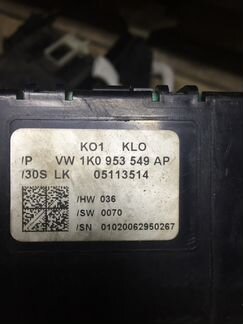 KO1 KLO
/P VW 1K0 953 549 AP
/30S LK 05113514
/HW 036
/SW 0070
/SN 01020062950267